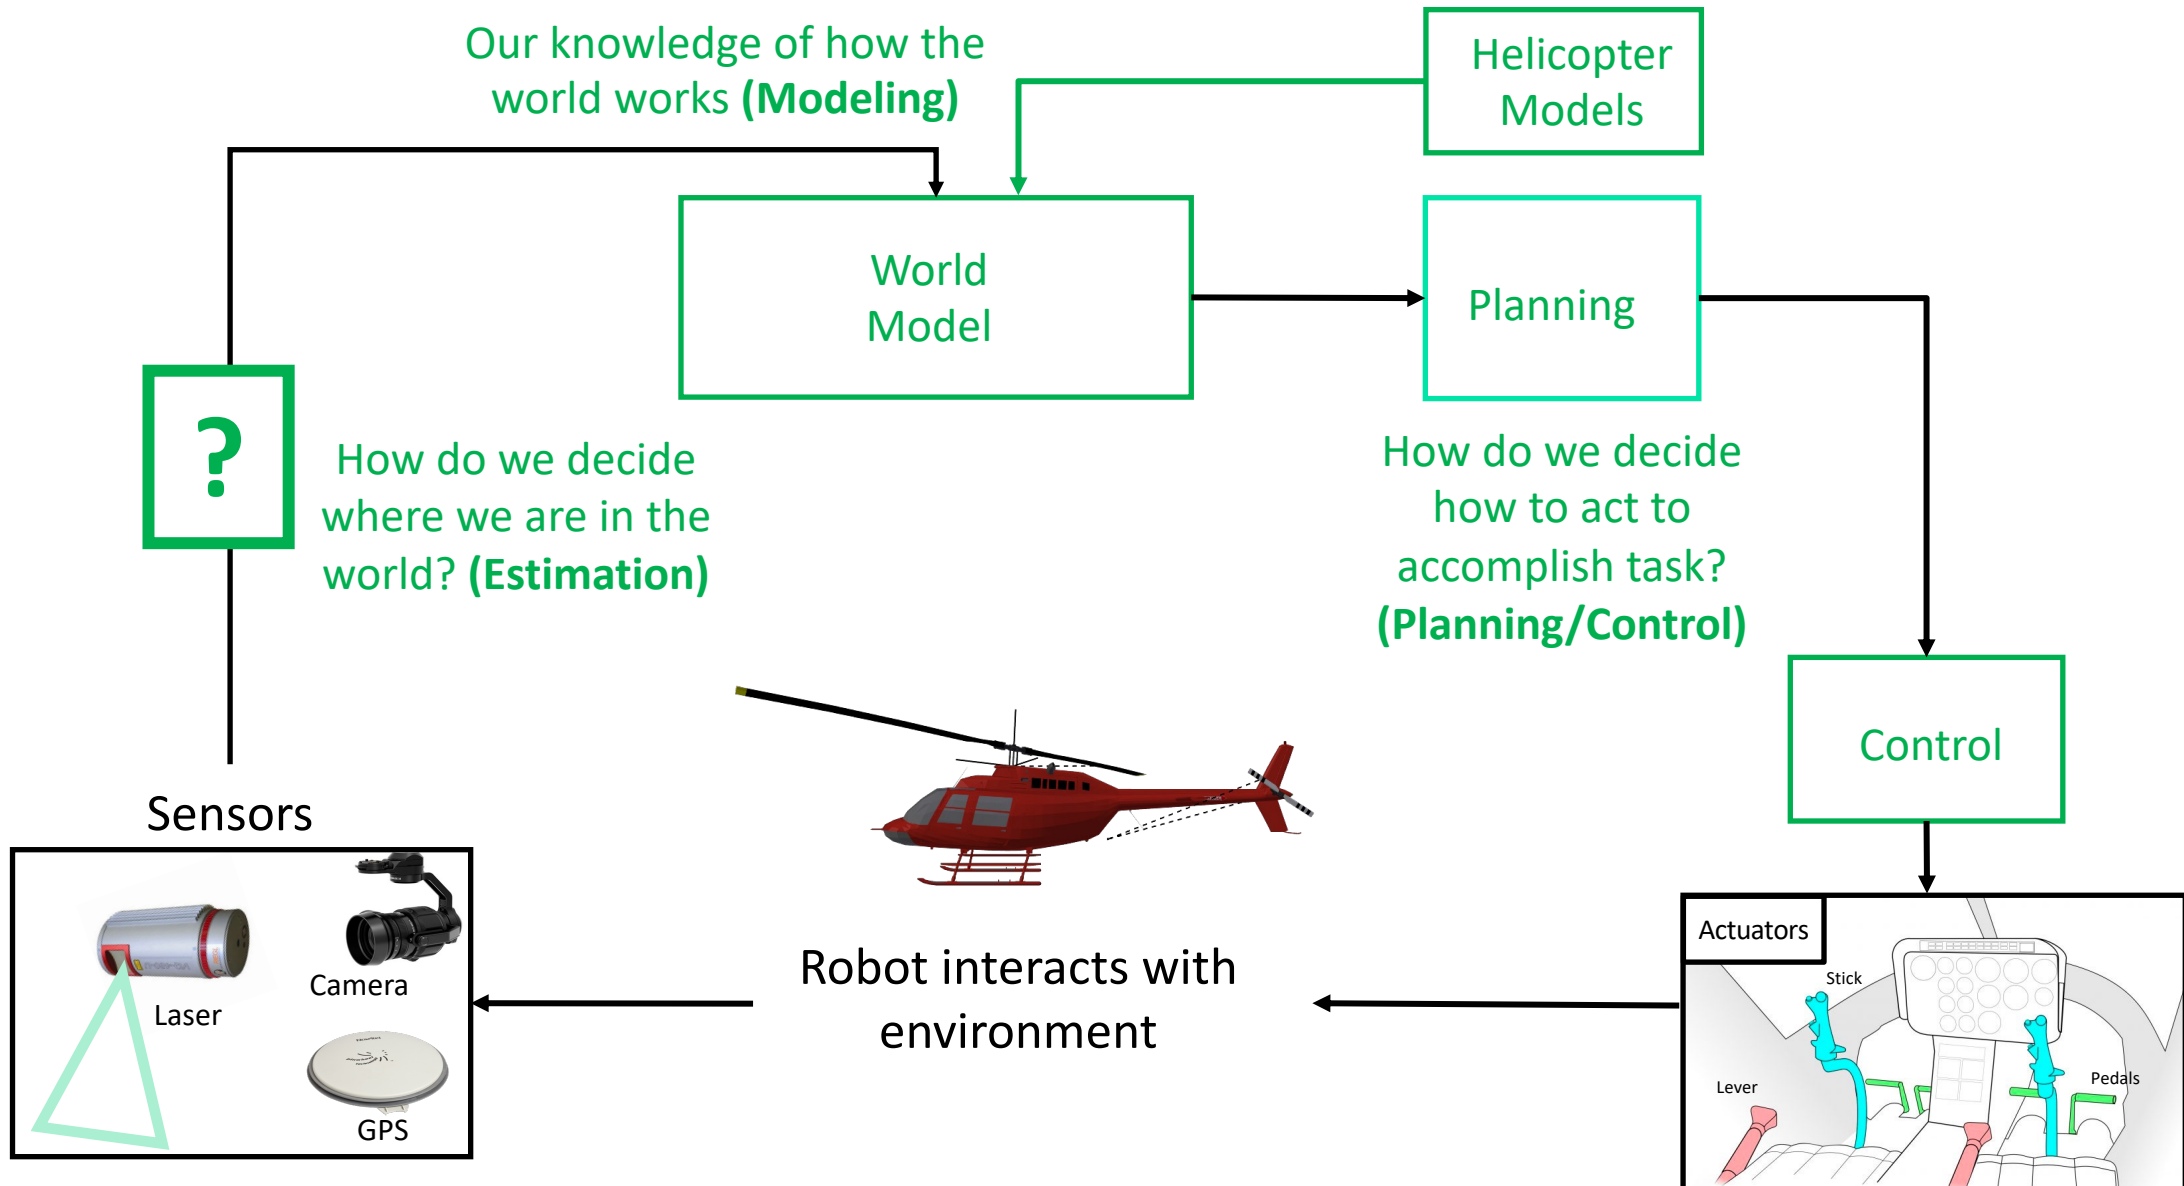 Our knowledge of how the
world works (Modeling)
Helicopter
Models
World
Model
Planning
?
How do we decide
where we are in the
world? (Estimation)
How do we decide
how to act to
accomplish task?
(Planning/Control)
Control
Sensors
Camera
Laser
GPS
Robot interacts with
environment
Actuators
Stick
Lever
Pedals